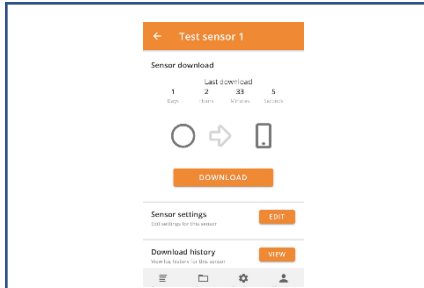 Test sensor 1
Sensor download
Last download
1 2 33 5
Days Hours Minutes Seconds
DOWNLOAD
Sensor settings
EDIT
Edit settings for this sensor
Download history
VIEW
View log history for this sensor